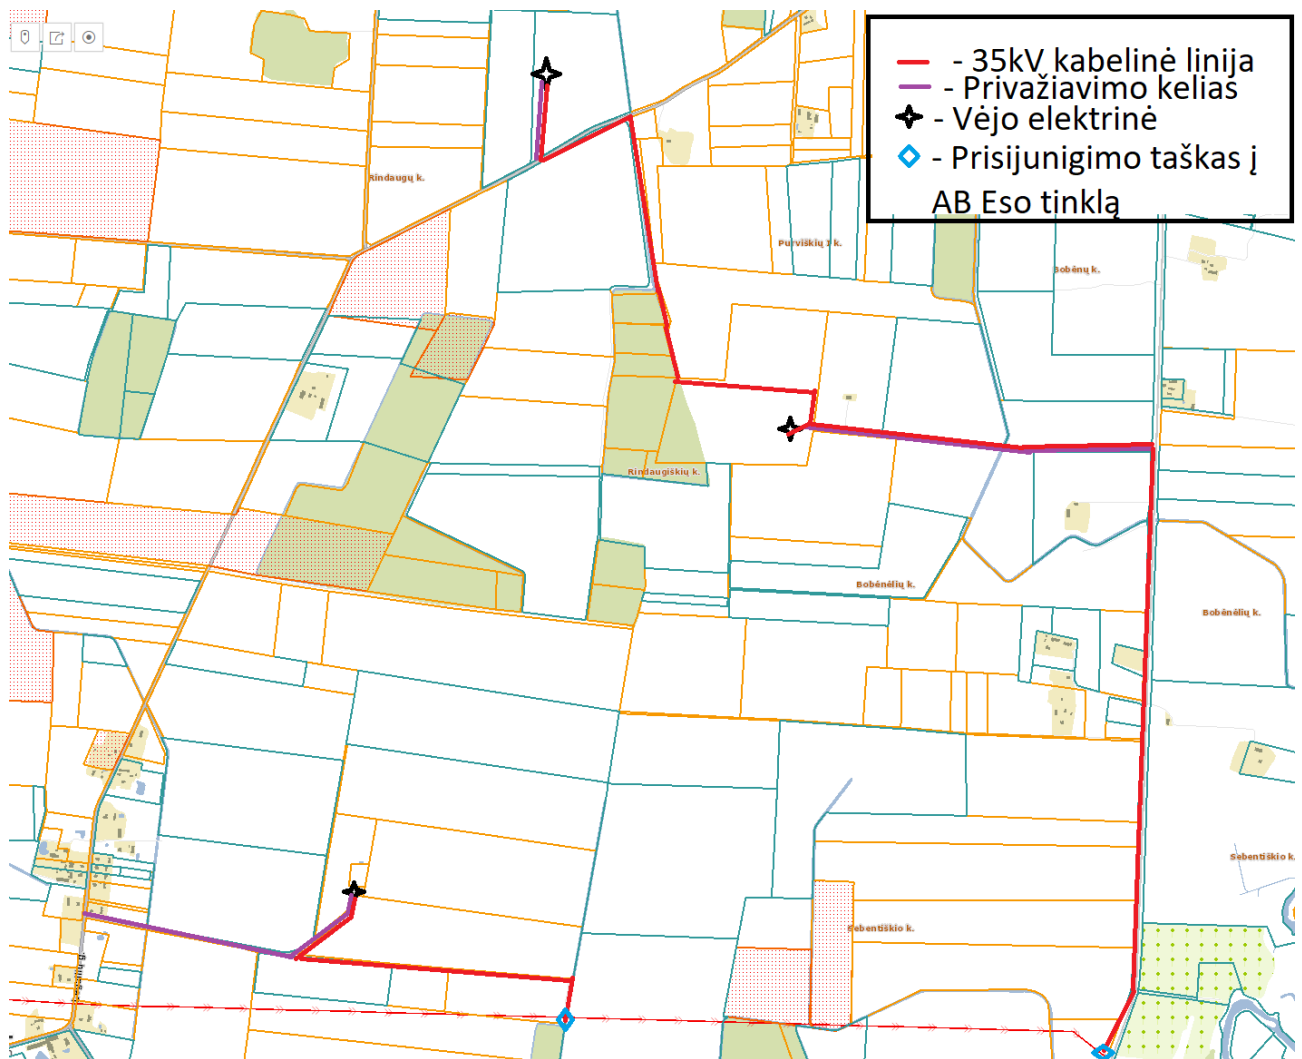 - 35kV kabelinė linija
- Privažiavimo kelias
- Vėjo elektrinė
- Prisijunigimo taškas į
AB Eso tinklą
Rindaugų k.
Purviškių I k.
Bobėnų k.
Rindaugiškių k.
Bobėnėlių k.
Bobėnėlių k.
Sebentiškio k.
Sebentiškio k.